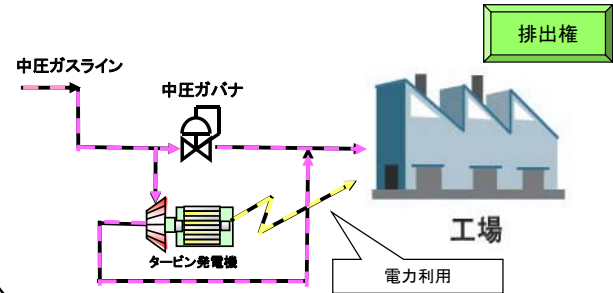 排出権
中圧ガスライン
中圧ガバナ
工場
タービン発電機
電力利用